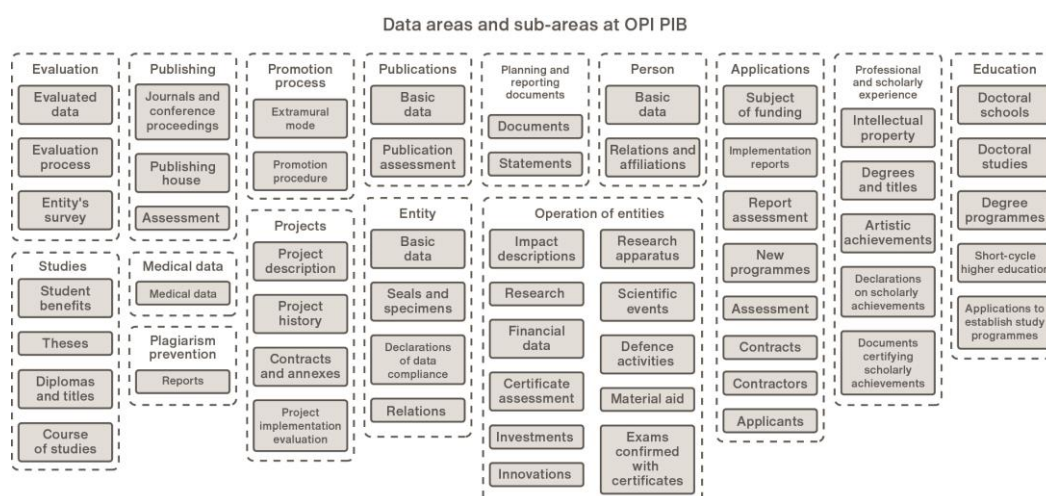 Data areas and sub-areas at OPI PIB
Evaluation
Evaluated
data
Evaluation
process
Entity's
survey
Publishing
Journals and
conference
proceedings
Publishing
house
Assessment
Promotion
process
Extramural
mode
Promotion
procedure
Publications
Basic
data
Publication
assessment
Planning and
reporting
documents
Documents
Statements
Person
Basic
data
Relations and
affiliations
Applications
Subject
of funding
Implementation
reports
Report
assessment
New
programmes
Assessment
Contracts
Contractors
Applicants
Professional
and scholarly
experience
Intellectual
property
Degrees
and titles
Artistic
achievements
Declarations
on scholarly
achievements
Documents
certifying
scholarly
achievements
Education
Doctoral
schools
Doctoral
studies
Degree
programmes
Short-cycle
higher education
Applications to
establish study
programmes
Studies
Student
benefits
Theses
Diplomas
and titles
Course
of studies
Medical data
Medical data
Plagiarism
prevention
Reports
Projects
Project
description
Project
history
Contracts
and annexes
Project
implementation
evaluation
Entity
Basic
data
Seals and
specimens
Declarations
of data
compliance
Relations
Operation of entities
Impact
descriptions
Research
Financial
data
Certificate
assessment
Investments
Innovations
Research
apparatus
Scientific
events
Defence
activities
Material aid
Exams
confirmed
with
certificates